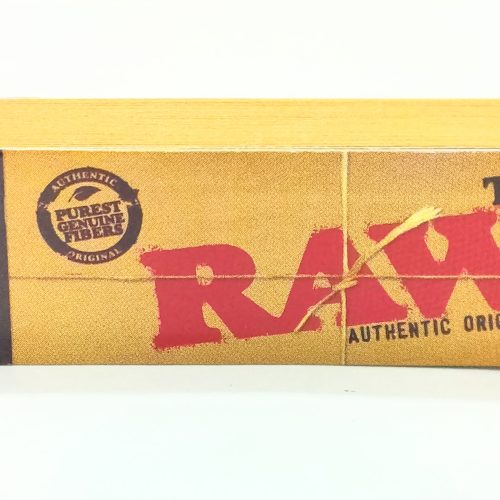 AUTHENTIC
PUREST
GENUINE
FIBERS
ORIGINAL
T
RAW
AUTHENTIC ORIG